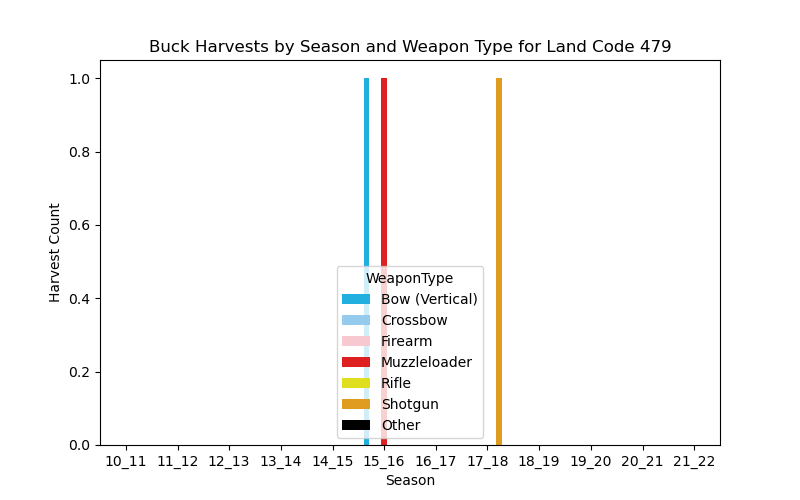 Buck Harvests by Season and Weapon Type for Land Code 479
1.0
0.8
0.6
0.4
0.2
0.0
Harvest Count
WeaponType
Bow (Vertical)
Crossbow
Firearm
Muzzleloader
Rifle
Shotgun
Other
10_11 11_12 12_13 13_14 14_15 15_16 16_17 17_18 18_19 19_20 20_21 21_22
Season